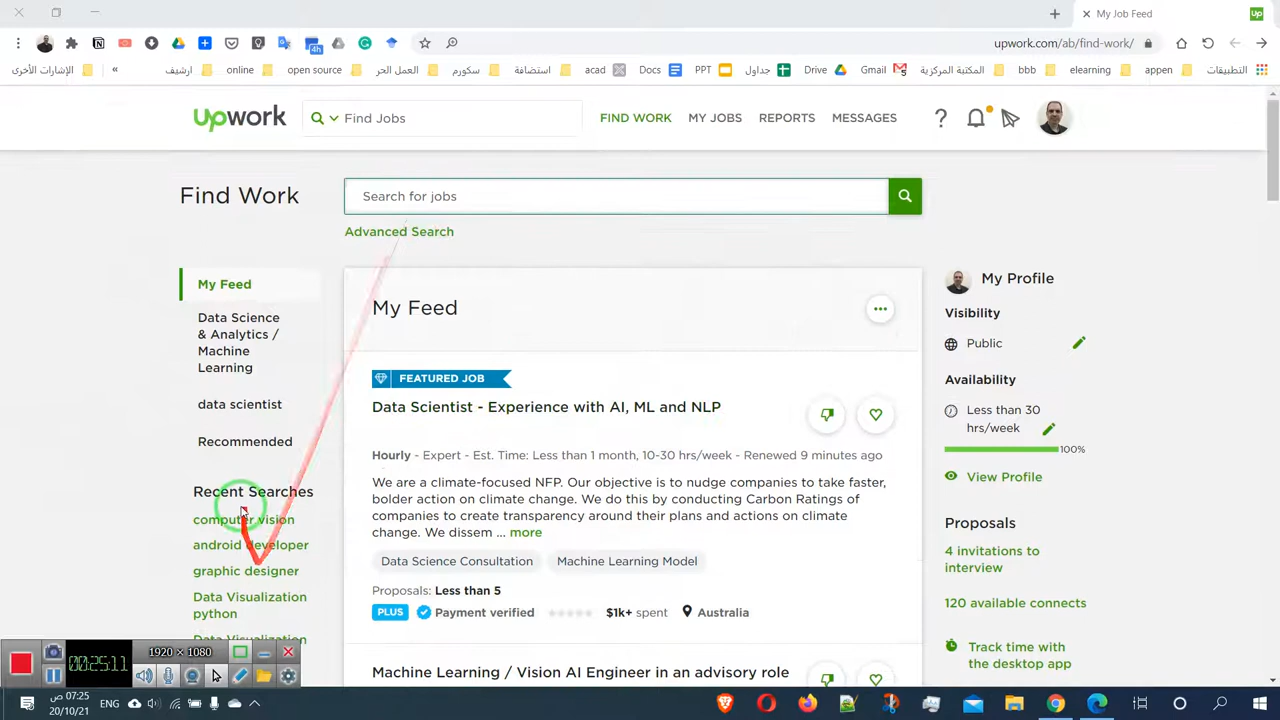 My Job Feed
up
4h
upwork.com/ab/find-work/
الإشارات الأخرى
»
ارشيف
online
open source
العمل الحر
سكورم
استضافة
acad
Docs
PPT
جداول
Drive
Gmail
المكتبة المركزية
bbb
elearning
appen
التطبيقات
upwork
Find Jobs
FIND WORK
MY JOBS
REPORTS
MESSAGES
?
Find Work
Search for jobs
Advanced Search
My Feed
Data Science
& Analytics /
Machine
Learning
data scientist
Recommended
Recent Searches
computer vision
android developer
graphic designer
Data Visualization
python
Data Visualization
My Feed
FEATURED JOB
Data Scientist - Experience with AI, ML and NLP
Hourly - Expert - Est. Time: Less than 1 month, 10-30 hrs/week - Renewed 9 minutes ago
We are a climate-focused NFP. Our objective is to nudge companies to take faster,
bolder action on climate change. We do this by conducting Carbon Ratings of
companies to create transparency around their plans and actions on climate
change. We dissem ... more
Data Science Consultation
Machine Learning Model
Proposals: Less than 5
PLUS Payment verified $1k+ spent Australia
Machine Learning / Vision AI Engineer in an advisory role
My Profile
Visibility
Public
Availability
Less than 30
hrs/week
100%
View Profile
Proposals
4 invitations to
interview
120 available connects
Track time with
the desktop app
1920 × 1080
00:25:11
07:25 ص
20/10/21
ENG